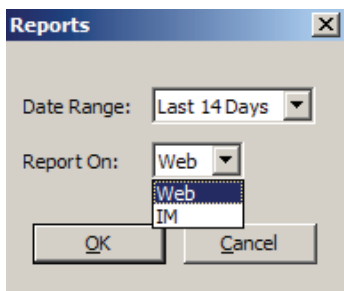 Reports
Date Range: Last 14 Days
Report On: Web
Web
IM
OK Cancel